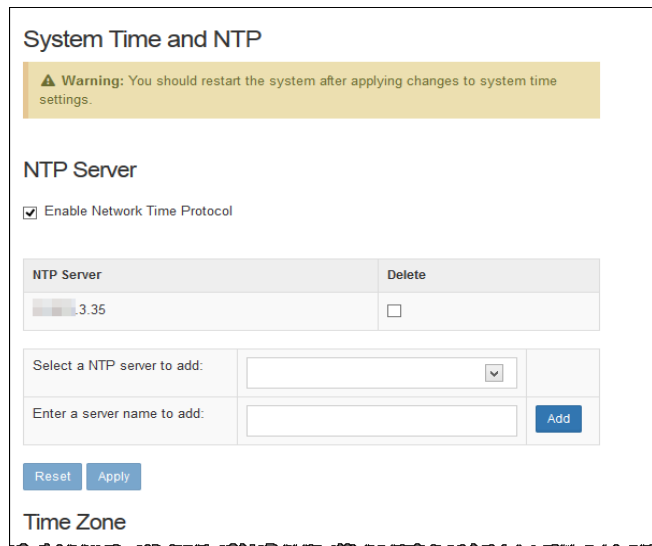 System Time and NTP
Warning: You should restart the system after applying changes to system time
settings.
NTP Server
Enable Network Time Protocol
NTP Server Delete
.3.35
Select a NTP server to add:
Enter a server name to add: Add
Reset Apply
Time Zone